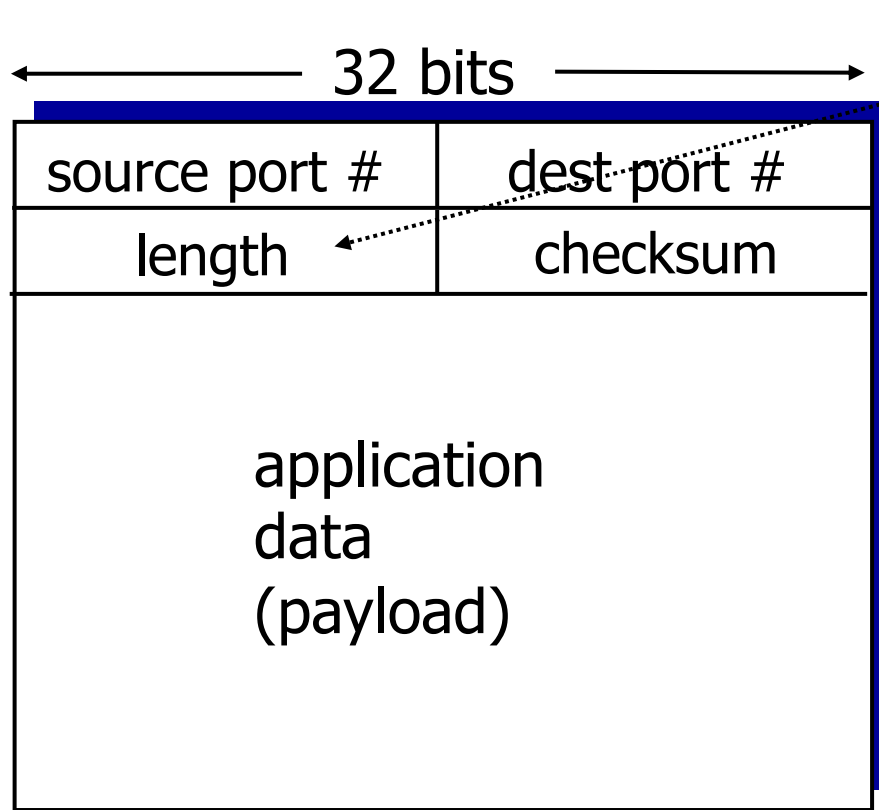 32 bits
source port # dest port #
length checksum
application
data
(payload)